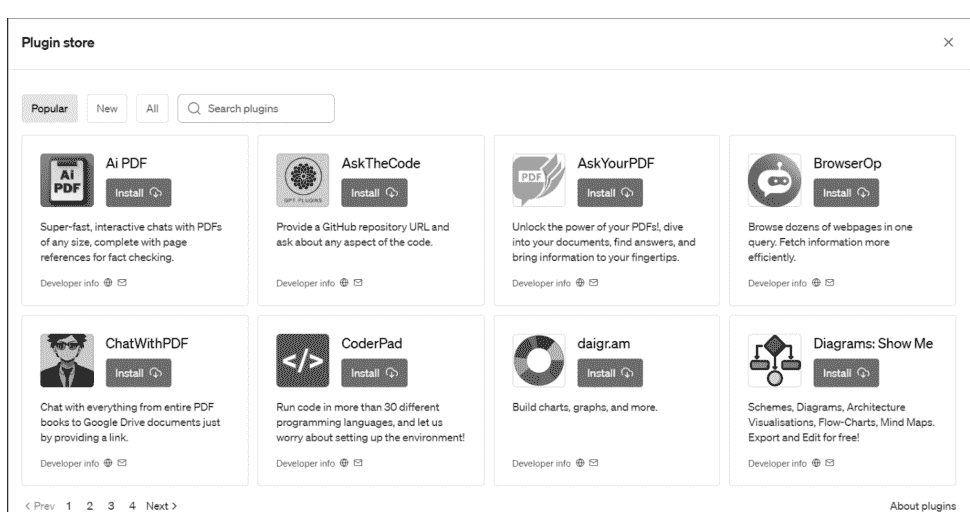 Plugin store
Popular New All Search plugins
Ai PDF
Ai
PDF
Install
Super-fast, interactive chats with PDFs
of any size, complete with page
references for fact checking.
Developer info
AskTheCode
GPT PLUGINS
Install
Provide a GitHub repository URL and
ask about any aspect of the code.
Developer info
AskYourPDF
PDF
Install
Unlock the power of your PDFs!, dive
into your documents, find answers, and
bring information to your fingertips.
Developer info
BrowserOp
Install
Browse dozens of webpages in one
query. Fetch information more
efficiently.
Developer info
ChatWithPDF
Install
Chat with everything from entire PDF
books to Google Drive documents just
by providing a link.
Developer info
CoderPad
</>
Install
Run code in more than 30 different
programming languages, and let us
worry about setting up the environment!
Developer info
daigr.am
Install
Build charts, graphs, and more.
Developer info
Diagrams: Show Me
Install
Schemes, Diagrams, Architecture
Visualisations, Flow-Charts, Mind Maps.
Export and Edit for free!
Developer info
< Prev 1 2 3 4 Next >
About plugins